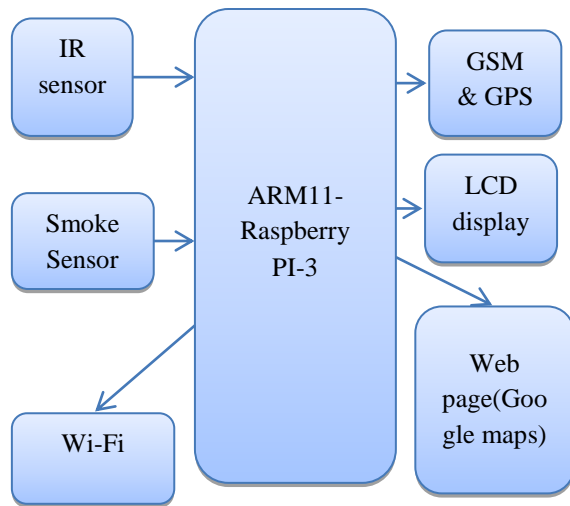 IR
sensor
Smoke
Sensor
Wi-Fi
ARM11-
Raspberry
PI-3
GSM
& GPS
LCD
display
Web
page(Goo
gle maps)